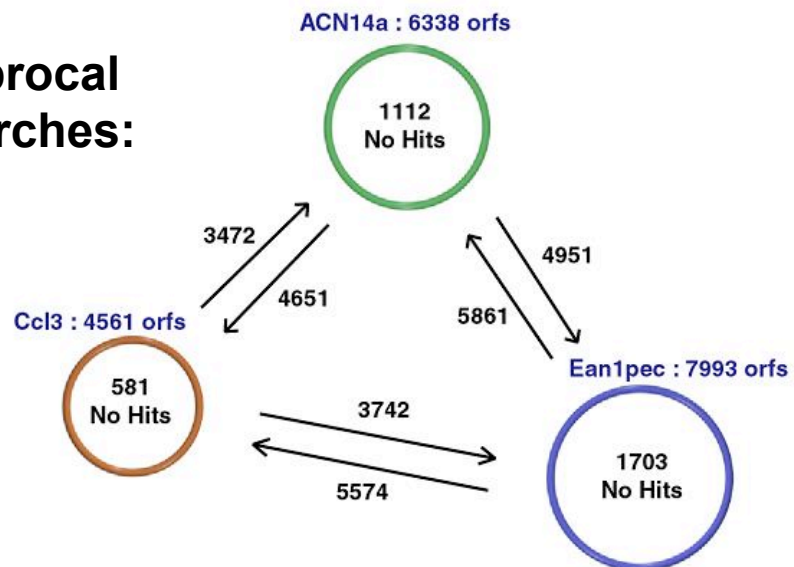 ACN14a : 6338 orfs
procal
rches:
1112
No Hits
3472
4651
4951
5861
CcI3 : 4561 orfs
581
No Hits
3742
5574
Ean1pec : 7993 orfs
1703
No Hits